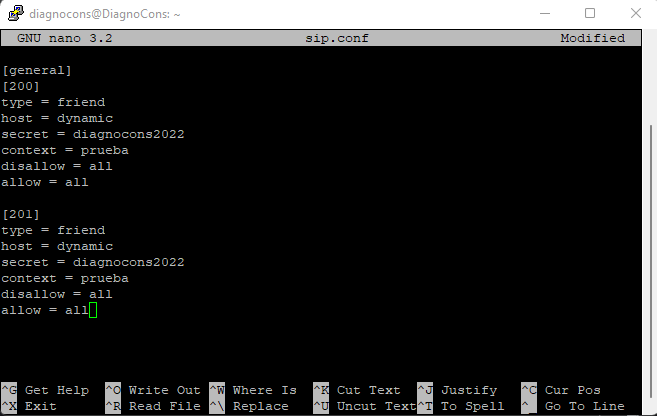 diagnocons@DiagnoCons: ~
GNU nano 3.2 sip.conf Modified
[general]
[200]
type = friend
host = dynamic
secret = diagnocons2022
context = prueba
disallow = all
allow = all
[201]
type = friend
host = dynamic
secret = diagnocons2022
context = prueba
disallow = all
allow = all
^G Get Help ^O Write Out ^W Where Is ^K Cut Text ^J Justify ^C Cur Pos
^X Exit ^R Read File ^\ Replace ^U Uncut Text^T To Spell ^_ Go To Line